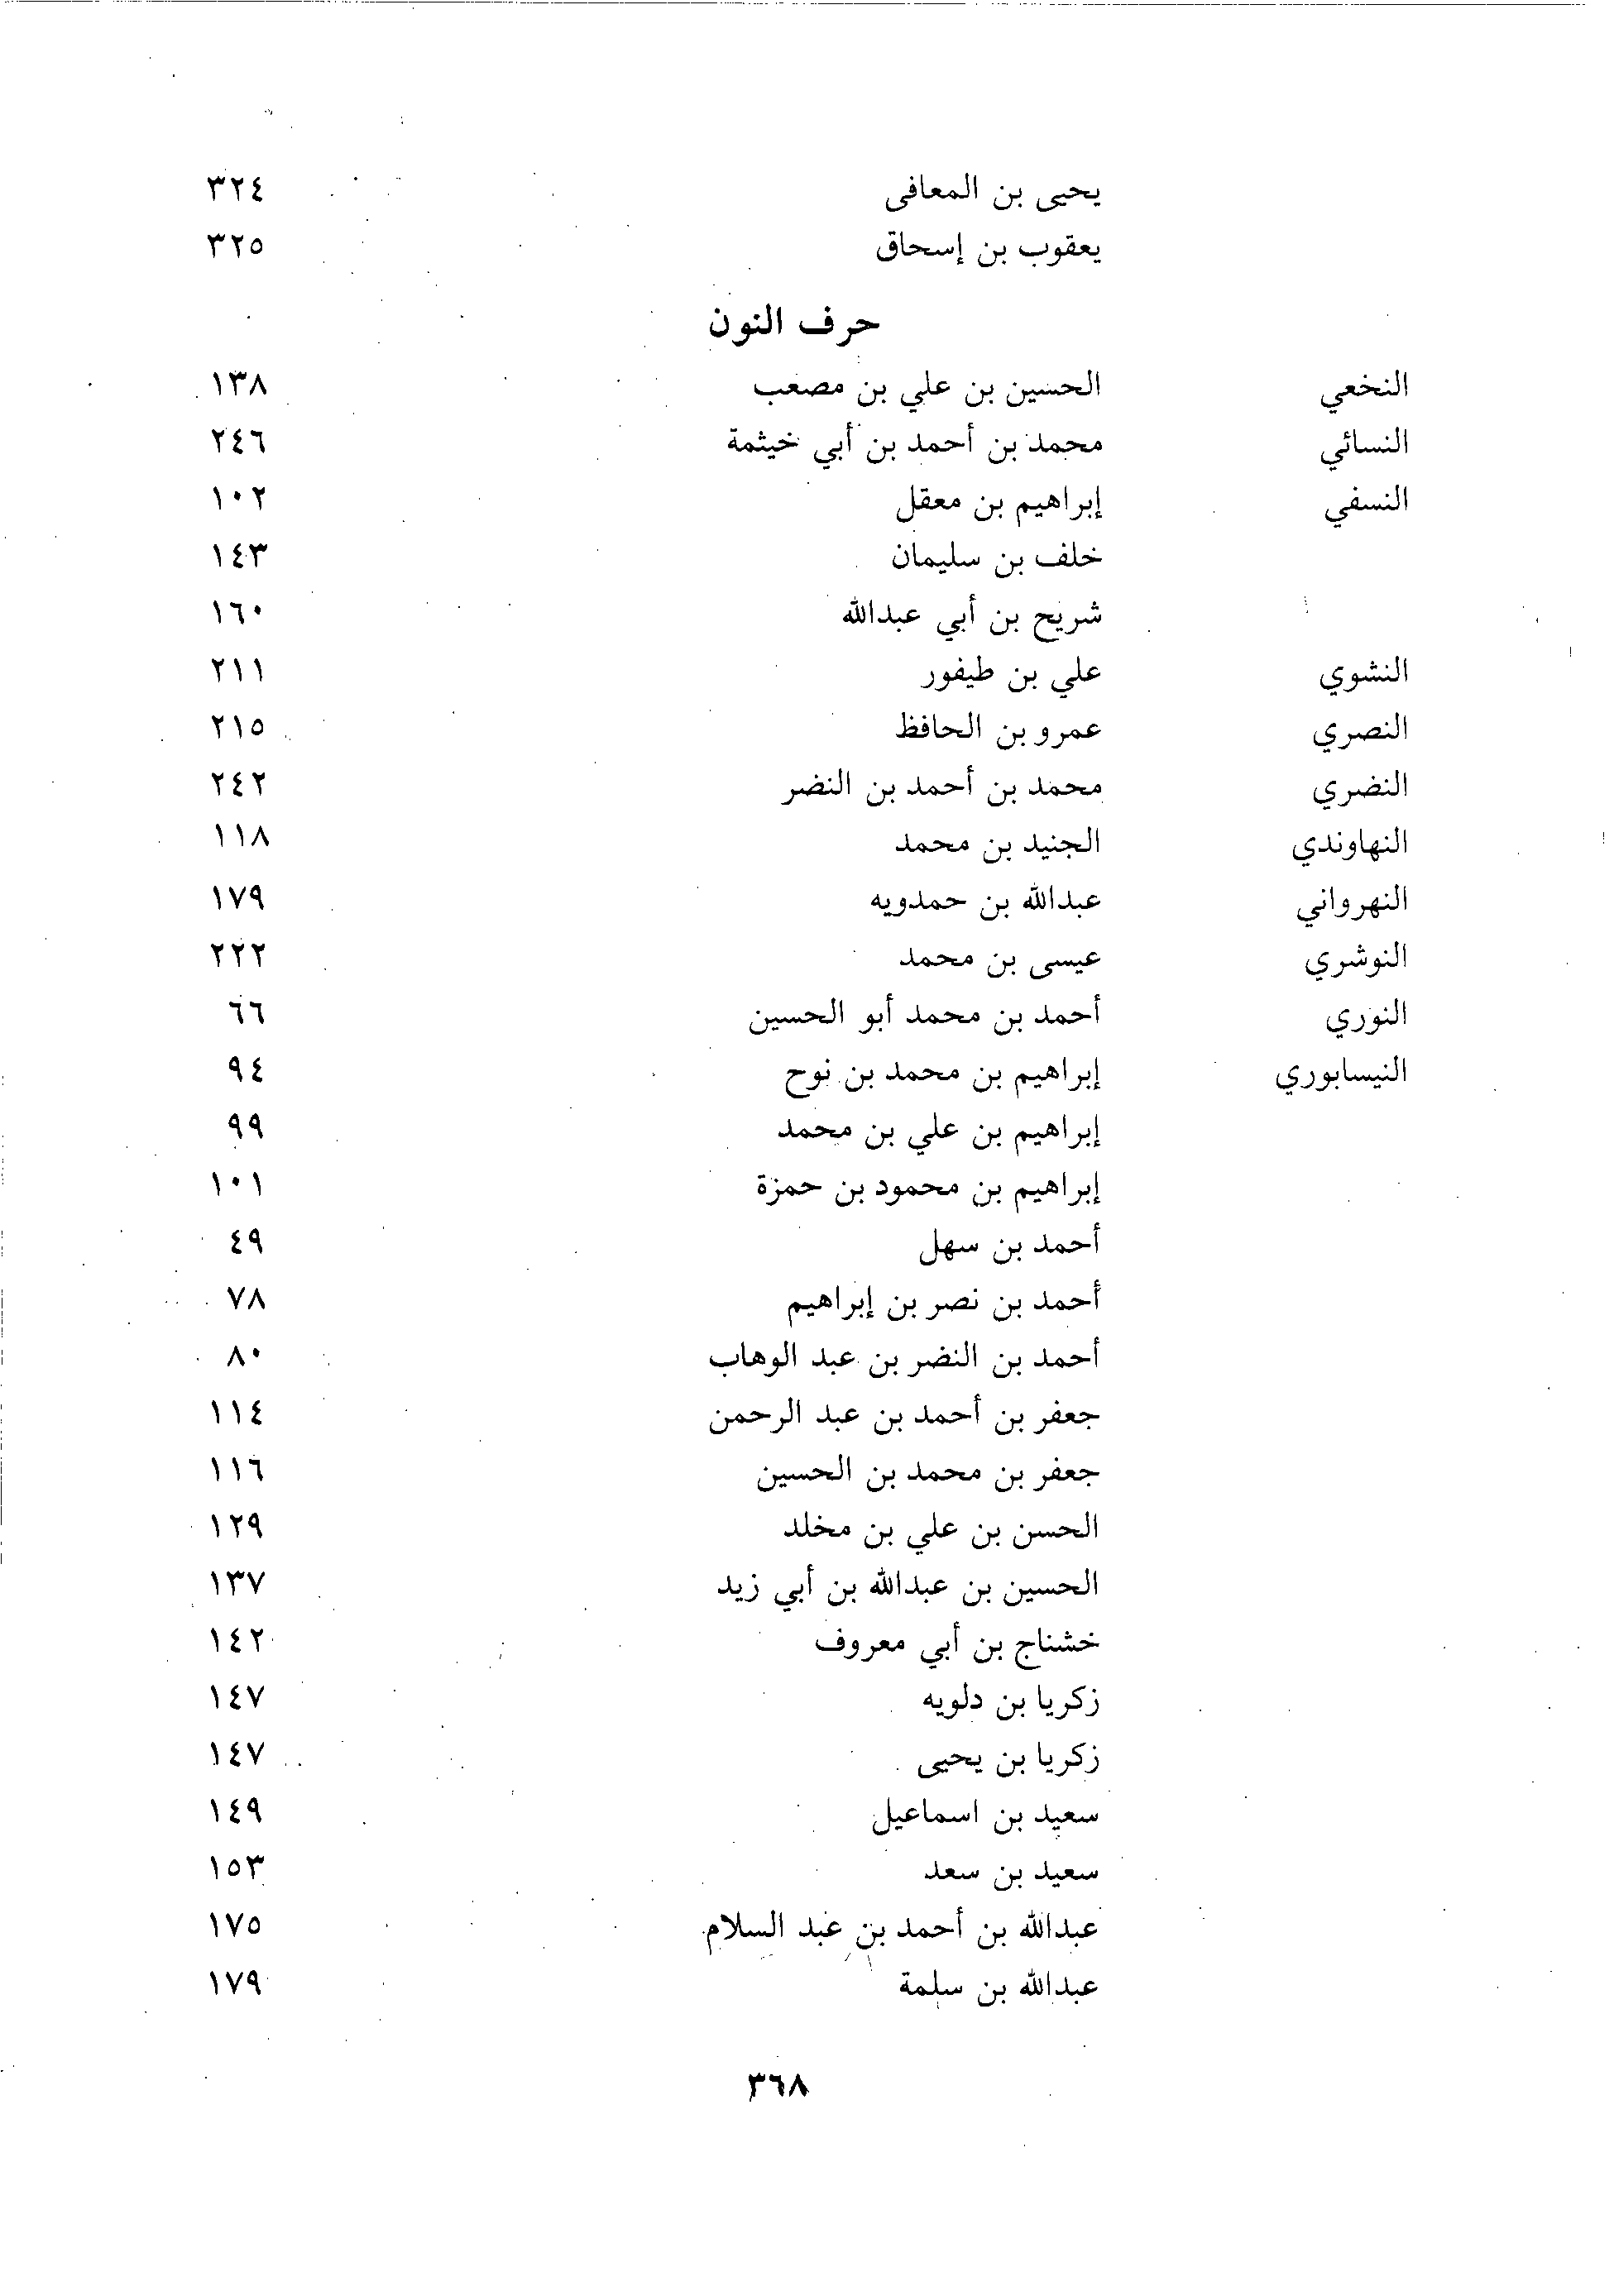 يحيى بن المعافى ٣٢٤
يعقوب بن إسحاق ٣٢٥
حرف النون
النخعي الحسين بن علي بن مصعب ١٣٨
النسائي محمد بن أحمد بن أبي خيثمة ٢٤٦
النسفي إبراهيم بن معقل ١٠٢
خلف بن سليمان ١٤٣
شريح بن أبي عبدالله ١٦٠
النشوي علي بن طيفور ٢١١
النصري عمرو بن الحافظ ٢١٥
النضري محمد بن أحمد بن النضر ٢٤٢
النهاوندي الجنيد بن محمد ١١٨
النهرواني عبدالله بن حمدويه ١٧٩
النوشري عيسى بن محمد ٢٢٢
النوري أحمد بن محمد أبو الحسين ٦٦
النيسابوري إبراهيم بن محمد بن نوح ٩٤
إبراهيم بن علي بن محمد ٩٩
إبراهيم بن محمود بن حمزة ١٠١
أحمد بن سهل ٤٩
أحمد بن نصر بن إبراهيم ٧٨
أحمد بن النضر بن عبد الوهاب ٨٠
جعفر بن أحمد بن عبد الرحمن ١١٤
جعفر بن محمد بن الحسين ١١٦
الحسن بن علي بن مخلد ١٢٩
الحسين بن عبدالله بن أبي زيد ١٣٧
خشناج بن أبي معروف ١٤٢
زكريا بن دلويه ١٤٧
زكريا بن يحيى ١٤٧
سعيد بن اسماعيل ١٤٩
سعيد بن سعد ١٥٣
عبدالله بن أحمد بن عبد السلام ١٧٥
عبدالله بن سلمة ١٧٩
٣٦٨